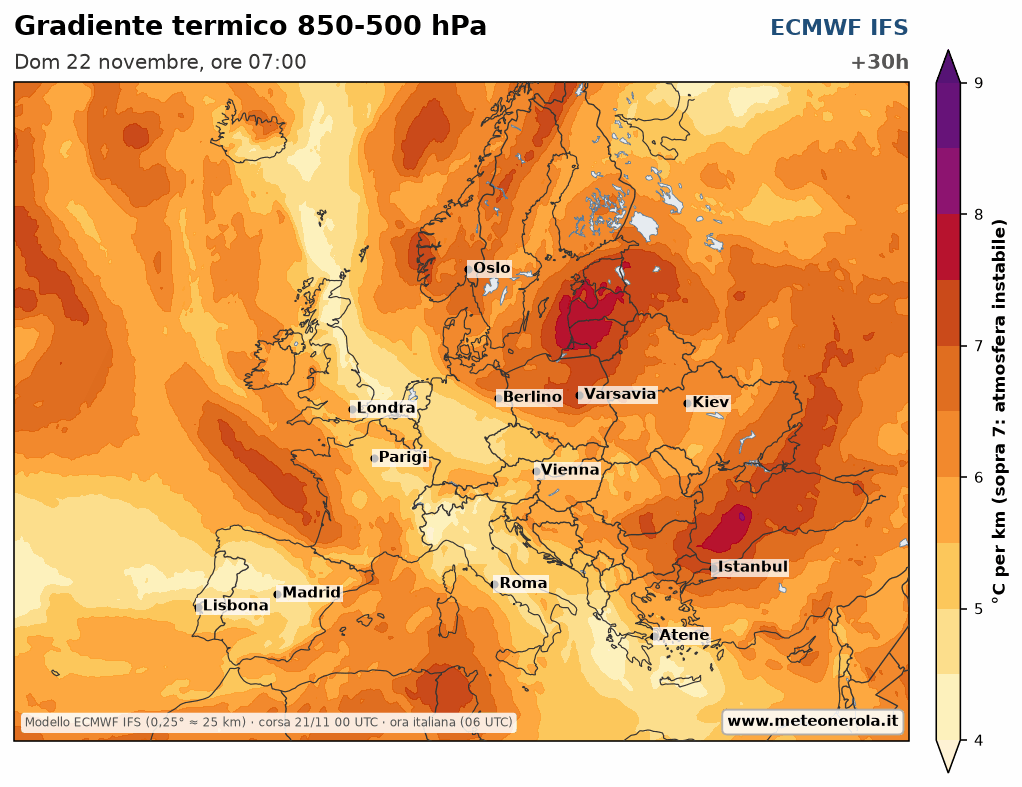 Gradiente termico 850-500 hPa
ECMWF IFS
Dom 22 novembre, ore 07:00
+30h
Oslo
Londra
Berlino
Varsavia
Kiev
Parigi
Vienna
Istanbul
Roma
Madrid
Lisbona
Atene
Modello ECMWF IFS (0,25° ≈ 25 km) · corsa 21/11 00 UTC · ora italiana (06 UTC)
www.meteonerola.it
9
8
7
6
5
4
°C per km (sopra 7: atmosfera instabile)